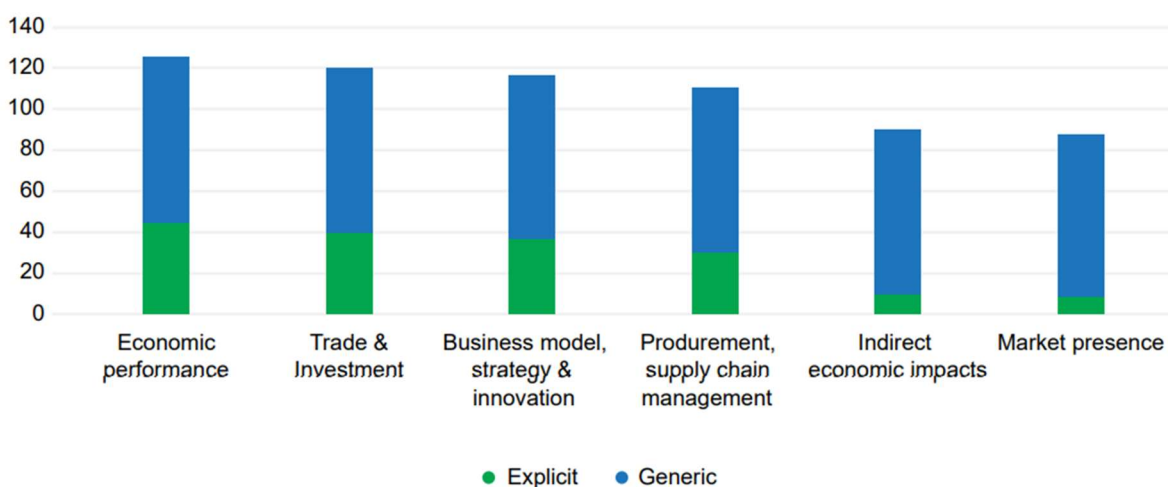 140
120
100
80
60
40
20
0
Economic
performance
Trade &
Investment
Business model,
strategy &
innovation
Produrement,
supply chain
management
Indirect
economic impacts
Market presence
Explicit
Generic